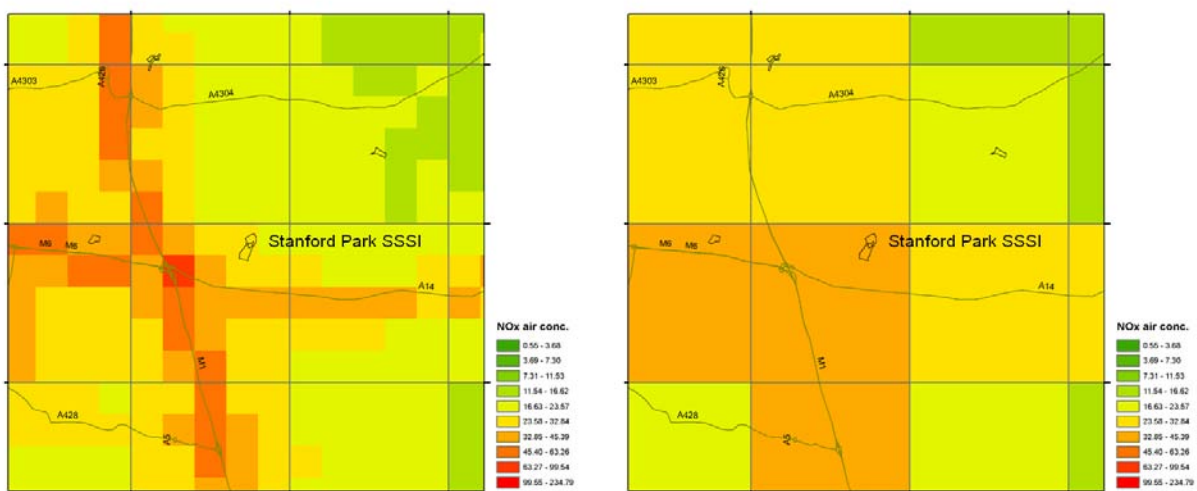 A4303
A426
A4304
M6
M6
Stanford Park SSSI
A14
M1
A428
A5
NOx air conc.
0.55 - 3.68
3.69 - 7.30
7.31 - 11.53
11.54 - 16.62
16.63 - 23.57
23.58 - 32.84
32.85 - 45.39
45.40 - 63.26
63.27 - 99.54
99.55 - 234.79
A4303
A426
A4304
M6
M6
Stanford Park SSSI
A14
M1
A428
A5
NOx air conc.
0.55 - 3.68
3.69 - 7.30
7.31 - 11.53
11.54 - 16.62
16.63 - 23.57
23.58 - 32.84
32.85 - 45.39
45.40 - 63.26
63.27 - 99.54
99.55 - 234.79